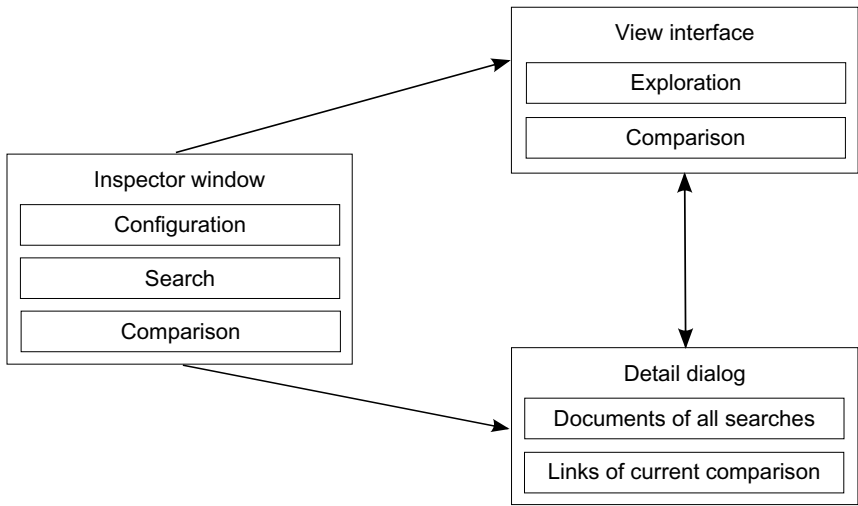 View interface
Exploration
Comparison
Inspector window
Configuration
Search
Comparison
Detail dialog
Documents of all searches
Links of current comparison